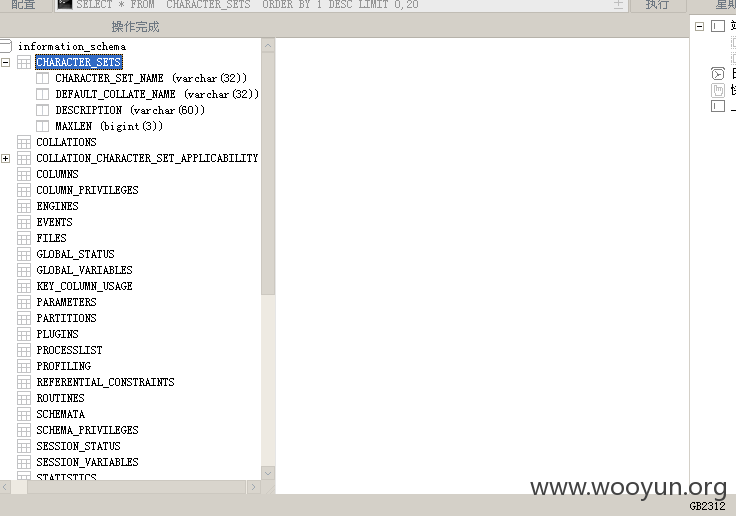 配置
SELECT * FROM CHARACTER_SETS ORDER BY 1 DESC LIMIT 0,20
执行
操作完成
information_schema
CHARACTER_SETS
CHARACTER_SET_NAME (varchar(32))
DEFAULT_COLLATE_NAME (varchar(32))
DESCRIPTION (varchar(60))
MAXLEN (bigint(3))
COLLATIONS
COLLATION_CHARACTER_SET_APPLICABILITY
COLUMNS
COLUMN_PRIVILEGES
ENGINES
EVENTS
FILES
GLOBAL_STATUS
GLOBAL_VARIABLES
KEY_COLUMN_USAGE
PARAMETERS
PARTITIONS
PLUGINS
PROCESSLIST
PROFILING
REFERENTIAL_CONSTRAINTS
ROUTINES
SCHEMATA
SCHEMA_PRIVILEGES
SESSION_STATUS
SESSION_VARIABLES
STATISTICS
www.wooyun.org
GB2312